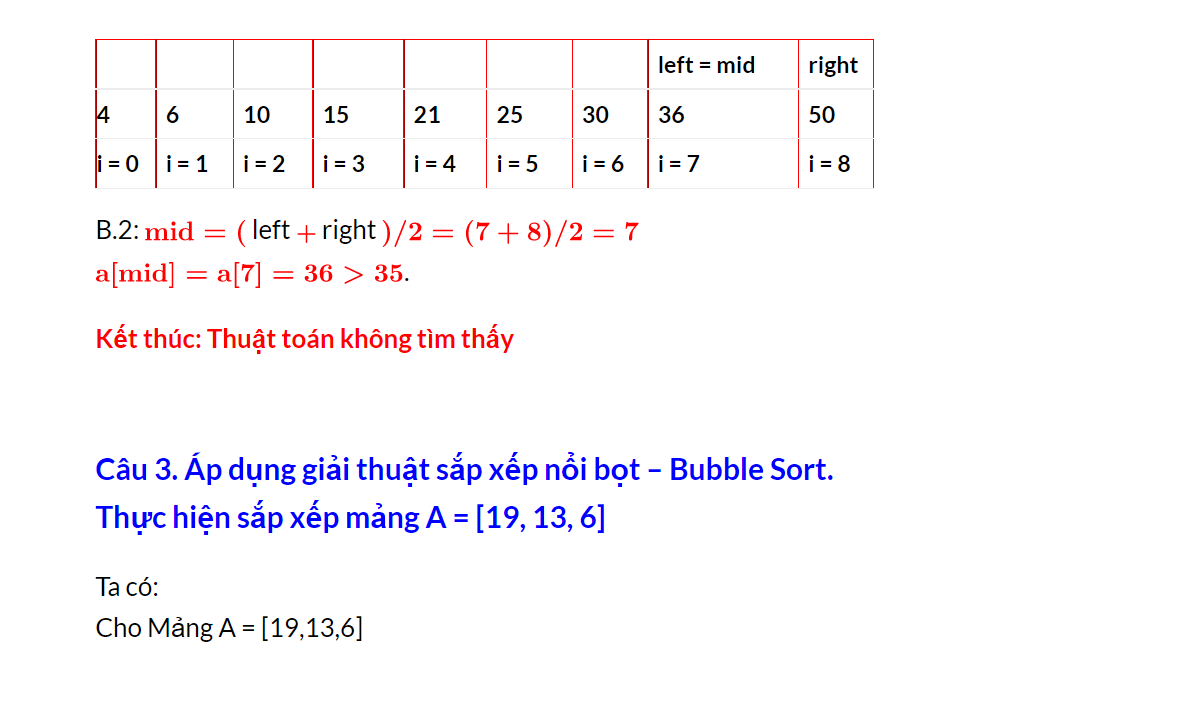 left = mid right
4 6 10 15 21 25 30 36 50
i = 0 i = 1 i = 2 i = 3 i = 4 i = 5 i = 6 i = 7 i = 8
B.2: mid = ( left + right )/2 = (7 + 8)/2 = 7
a[mid] = a[7] = 36 > 35.
Kết thúc: Thuật toán không tìm thấy
Câu 3. Áp dụng giải thuật sắp xếp nổi bọt – Bubble Sort.
Thực hiện sắp xếp mảng A = [19, 13, 6]
Ta có:
Cho Mảng A = [19,13,6]